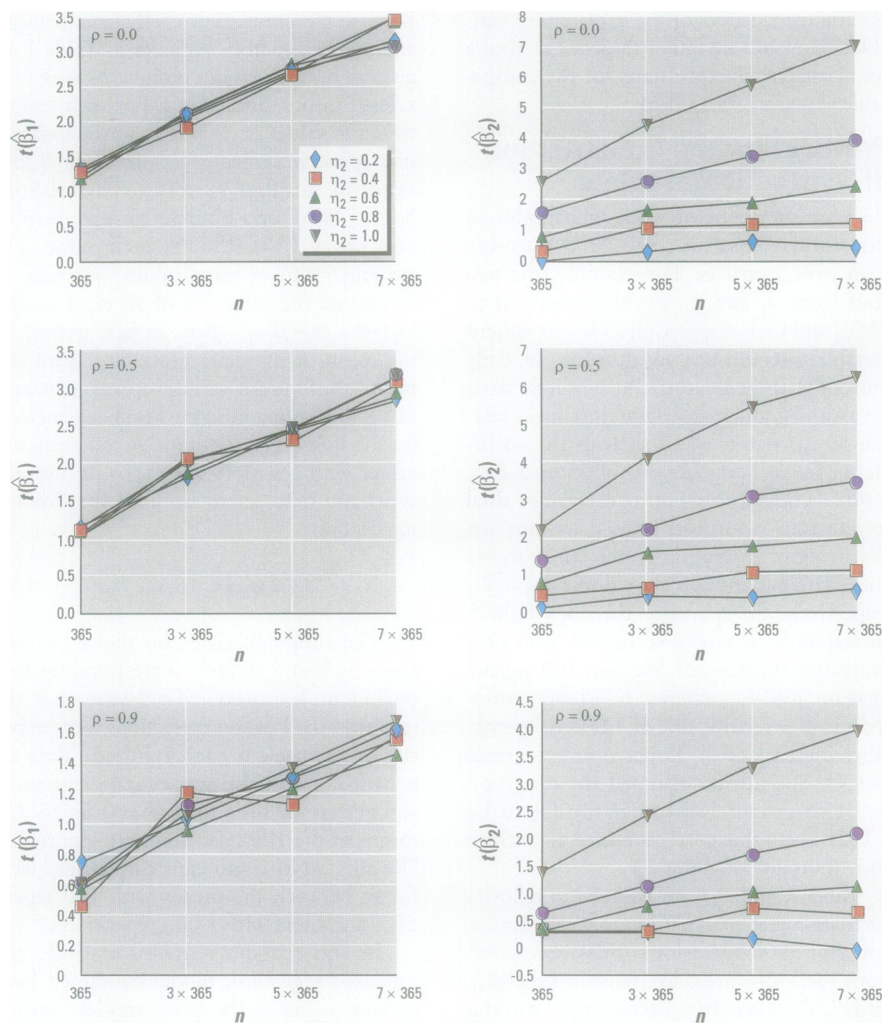 ρ = 0.0
3.5
3.0
2.5
2.0
1.5
1.0
0.5
0.0
t(β̂₁)
365
3 × 365
5 × 365
7 × 365
n
η₂ = 0.2
η₂ = 0.4
η₂ = 0.6
η₂ = 0.8
η₂ = 1.0
ρ = 0.0
8
7
6
5
4
3
2
1
0
t(β̂₂)
365
3 × 365
5 × 365
7 × 365
n
ρ = 0.5
3.5
3.0
2.5
2.0
1.5
1.0
0.5
0.0
t(β̂₁)
365
3 × 365
5 × 365
7 × 365
n
ρ = 0.5
7
6
5
4
3
2
1
0
t(β̂₂)
365
3 × 365
5 × 365
7 × 365
n
ρ = 0.9
1.8
1.6
1.4
1.2
1.0
0.8
0.6
0.4
0.2
0
t(β̂₁)
365
3 × 365
5 × 365
7 × 365
n
ρ = 0.9
4.5
4.0
3.5
3.0
2.5
2.0
1.5
1.0
0.5
0
-0.5
t(β̂₂)
365
3 × 365
5 × 365
7 × 365
n